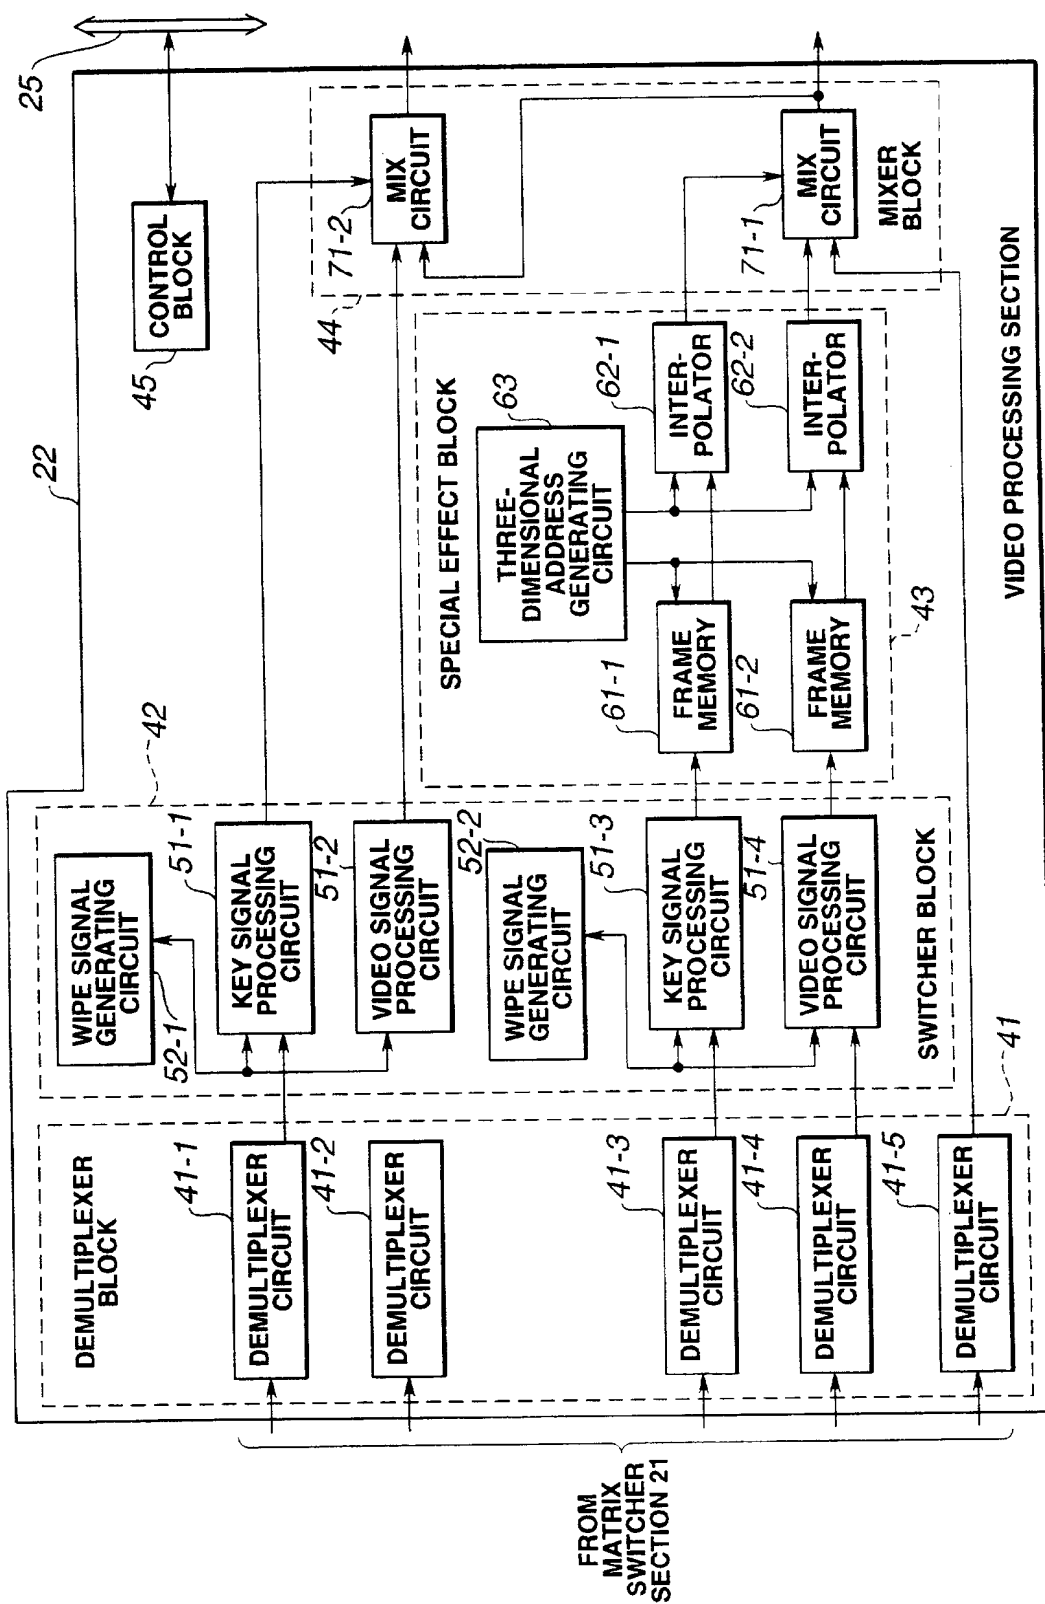 22
25
45
CONTROL
BLOCK
DEMULTIPLEXER
BLOCK
41-1
DEMULTIPLEXER
CIRCUIT
41-2
DEMULTIPLEXER
CIRCUIT
41-3
DEMULTIPLEXER
CIRCUIT
41-4
DEMULTIPLEXER
CIRCUIT
41-5
DEMULTIPLEXER
CIRCUIT
41
FROM
MATRIX
SWITCHER
SECTION 21
42
WIPE SIGNAL
GENERATING
CIRCUIT
52-1
51-1
KEY SIGNAL
PROCESSING
CIRCUIT
51-2
VIDEO SIGNAL
PROCESSING
CIRCUIT
52-2
WIPE SIGNAL
GENERATING
CIRCUIT
51-3
KEY SIGNAL
PROCESSING
CIRCUIT
51-4
VIDEO SIGNAL
PROCESSING
CIRCUIT
SWITCHER BLOCK
SPECIAL EFFECT BLOCK
63
THREE-
DIMENSIONAL
ADDRESS
GENERATING
CIRCUIT
61-1
FRAME
MEMORY
61-2
FRAME
MEMORY
62-1
INTER-
POLATOR
62-2
INTER-
POLATOR
43
44
71-2
MIX
CIRCUIT
71-1
MIX
CIRCUIT
MIXER
BLOCK
VIDEO PROCESSING SECTION